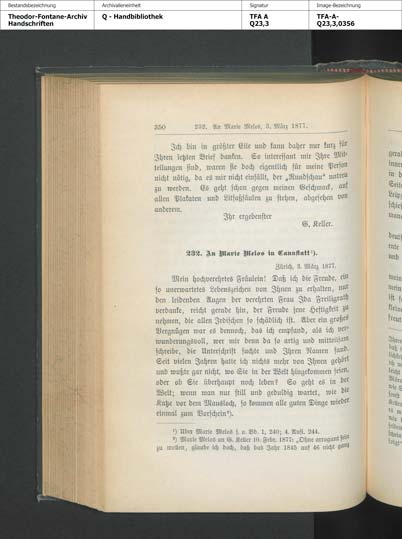 Bestandsbezeichnung
Archivalieneinheit
Signatur
Image-Bezeichnung
Theodor-Fontane-Archiv
Handschriften
Q - Handbibliothek
TFA A
Q23,3
TFA-A-
Q23,3,0356
350 232. An Marie Melos, 3. März 1877.
Ich bin in größter Eile und kann daher nur kurz für
Ihren letzten Brief danken. So interessant mir Ihre Mit-
teilungen sind, waren sie doch eigentlich für meine Person
nicht nötig, da es mir nicht einfällt, der „Rundschau“ untreu
zu werden. Es geht schon gegen meinen Geschmack, auf
allen Plakaten und Litfaßsäulen zu stehen, abgesehen von
anderem.
Ihr ergebenster
G. Keller.
232. An Marie Melos in Cannstatt¹).
Zürich, 3. März 1877.
Mein hochverehrtes Fräulein! Daß ich die Freude, ein
so unerwartetes Lebenszeichen von Ihnen zu erhalten, nur
den leidenden Augen der verehrten Frau Ida Freiligrath
verdanke, reicht gerade hin, der Freude jene Heftigkeit zu
nehmen, die allen Irdischen so schädlich ist. Aber ein großes
Vergnügen war es dennoch, das ich empfand, als ich ver-
wunderungsvoll, wer mir denn da so artig und mitteilsam
schreibe, die Unterschrift suchte und Ihren Namen fand.
Seit vielen Jahren hatte ich nichts mehr von Ihnen gehört
und wußte gar nicht, wo Sie in der Welt hingekommen seien,
oder ob Sie überhaupt noch leben? So geht es in der
Welt; wenn man nur still und geduldig wartet, wie die
Katze vor dem Mausloch, so kommen alle guten Dinge wieder
einmal zum Vorschein²).
¹) Über Marie Melos s. o. Bd. 1, 240; 4. Aufl. 244.
²) Marie Melos an G. Keller 10. Febr. 1877: „Ohne arrogant sein
zu wollen, glaube ich doch, daß das Jahr 1845 auf 46 nicht ganz